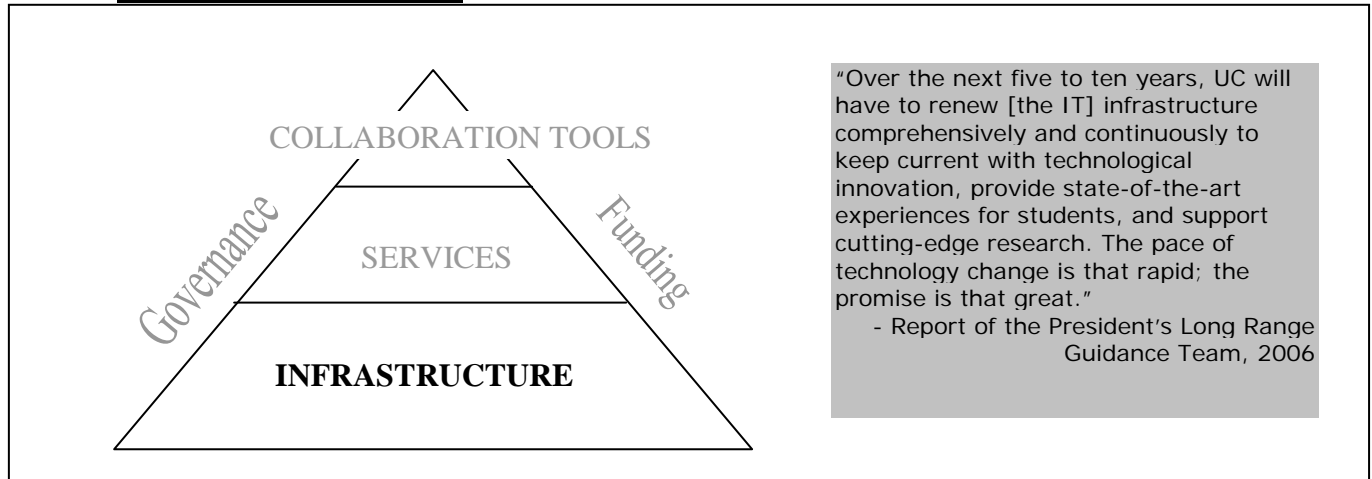 COLLABORATION TOOLS
Governance
Funding
SERVICES
INFRASTRUCTURE
“Over the next five to ten years, UC will
have to renew [the IT] infrastructure
comprehensively and continuously to
keep current with technological
innovation, provide state-of-the-art
experiences for students, and support
cutting-edge research. The pace of
technology change is that rapid; the
promise is that great.”
- Report of the President’s Long Range
Guidance Team, 2006